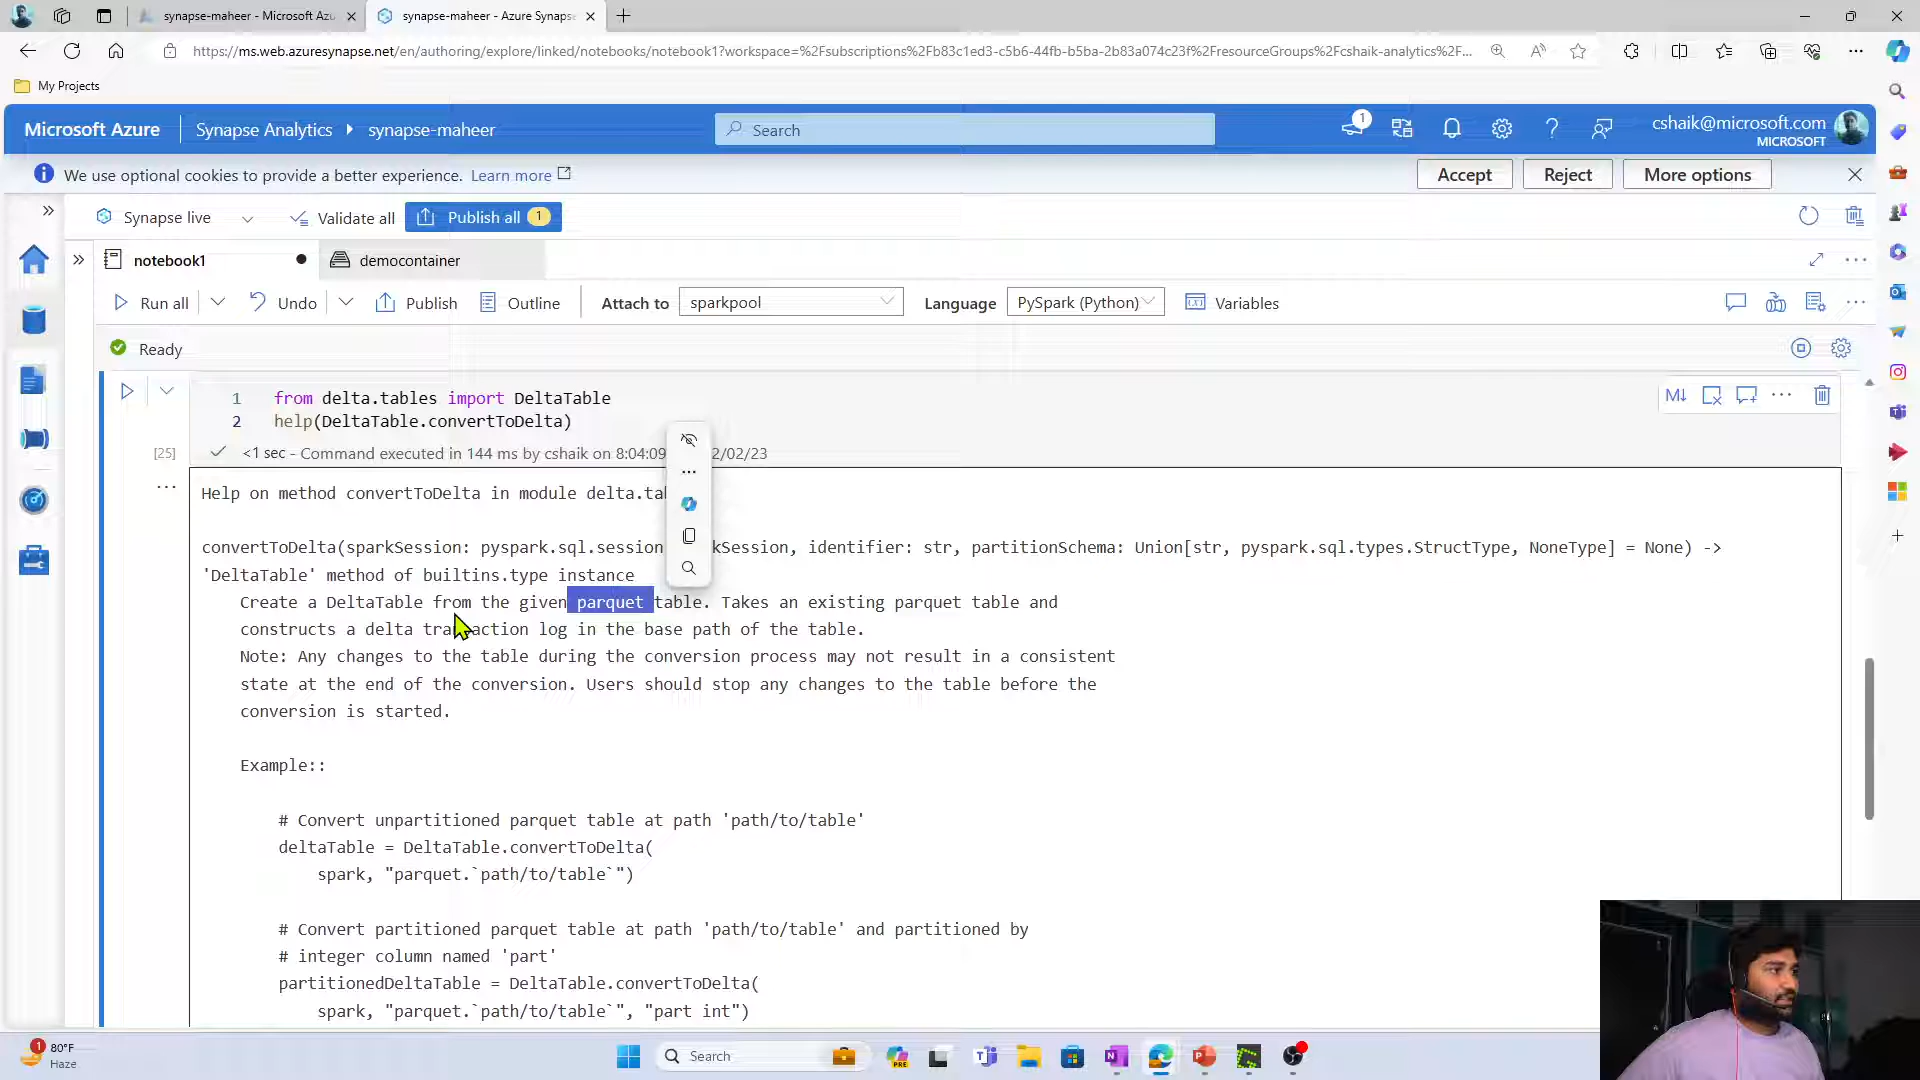 synapse-maheer - Microsoft Azu
synapse-maheer - Azure Synapse
https://ms.web.azuresynapse.net/en/authoring/explore/linked/notebooks/notebook1?workspace=%2Fsubscriptions%2Fb83c1ed3-c5b6-44fb-b5ba-2b83a074c23f%2FresourceGroups%2Fcshaik-analytics%2F...
My Projects
Microsoft Azure
Synapse Analytics
synapse-maheer
Search
1
cshaik@microsoft.com
MICROSOFT
We use optional cookies to provide a better experience. Learn more
Accept
Reject
More options
Synapse live
Validate all
Publish all 1
notebook1
democontainer
Run all
Undo
Publish
Outline
Attach to
sparkpool
Language
PySpark (Python)
Variables
Ready
1 from delta.tables import DeltaTable
2 help(DeltaTable.convertToDelta)
[25]
<1 sec - Command executed in 144 ms by cshaik on 8:04:09 2/02/23
Help on method convertToDelta in module delta.tab
convertToDelta(sparkSession: pyspark.sql.session kSession, identifier: str, partitionSchema: Union[str, pyspark.sql.types.StructType, NoneType] = None) ->
'DeltaTable' method of builtins.type instance
Create a DeltaTable from the given parquet table. Takes an existing parquet table and
constructs a delta transaction log in the base path of the table.
Note: Any changes to the table during the conversion process may not result in a consistent
state at the end of the conversion. Users should stop any changes to the table before the
conversion is started.
Example::
# Convert unpartitioned parquet table at path 'path/to/table'
deltaTable = DeltaTable.convertToDelta(
spark, "parquet.`path/to/table`")
# Convert partitioned parquet table at path 'path/to/table' and partitioned by
# integer column named 'part'
partitionedDeltaTable = DeltaTable.convertToDelta(
spark, "parquet.`path/to/table`", "part int")
1
80°F
Haze
Search
PRE